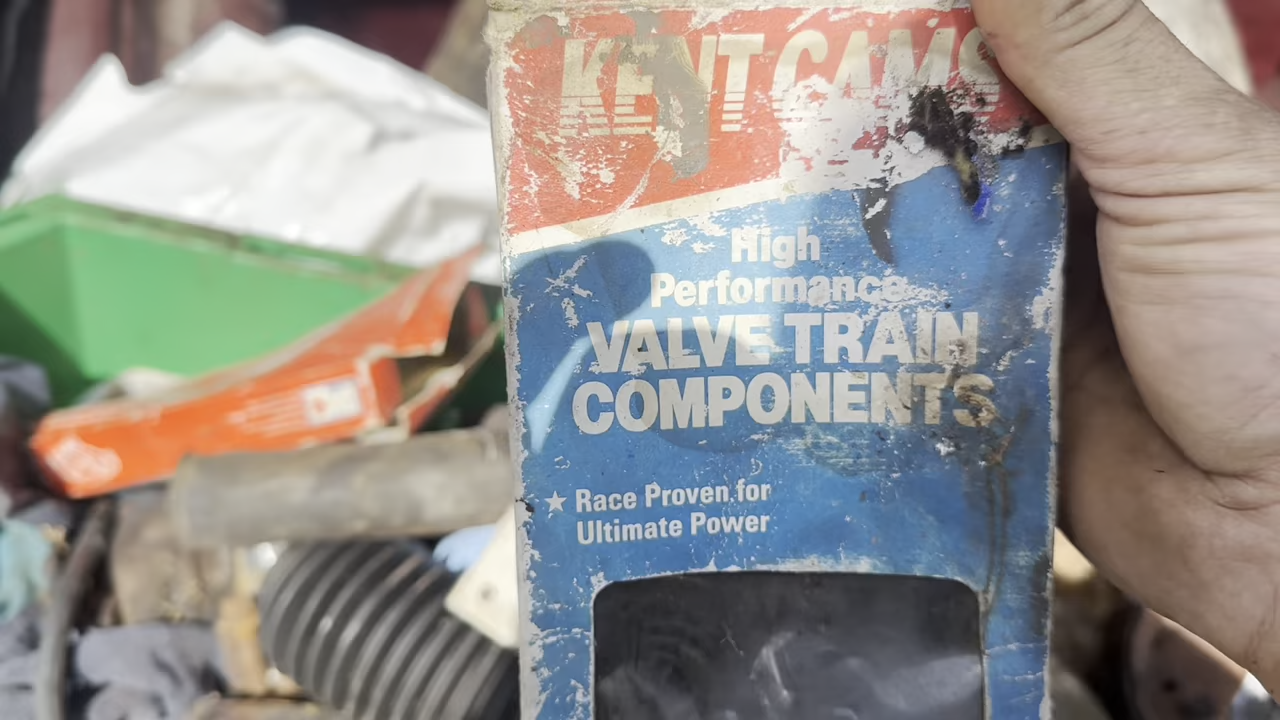 KENT CAMS
High
Performance
VALVE TRAIN
COMPONENTS
★ Race Proven for
Ultimate Power